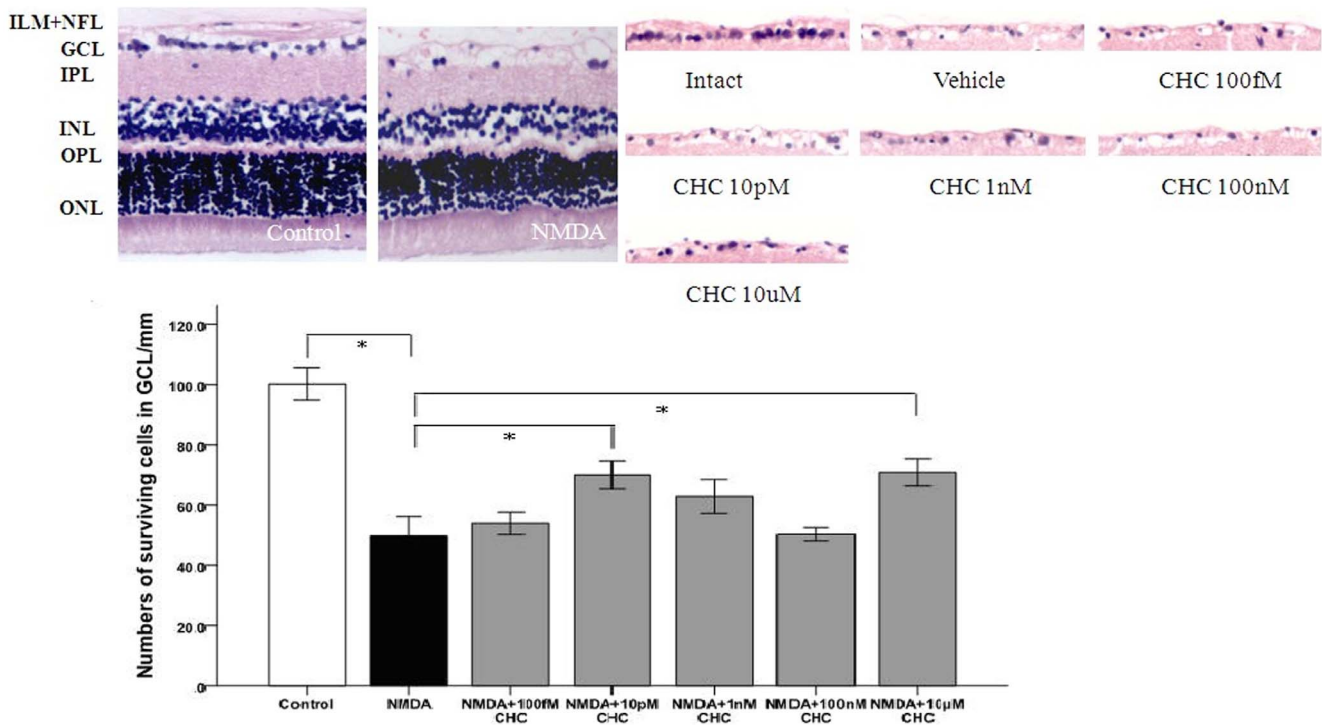 ILM+NFL
GCL
IPL
INL
OPL
ONL
Control
NMDA
Intact
Vehicle
CHC 100fM
CHC 10pM
CHC 1nM
CHC 100nM
CHC 10uM
Numbers of surviving cells in GCL/mm
120.0
100.0
80.0
60.0
40.0
20.0
.0
*
*
*
Control
NMDA
NMDA+100fM
CHC
NMDA+10pM
CHC
NMDA+1nM
CHC
NMDA+100nM
CHC
NMDA+10μM
CHC